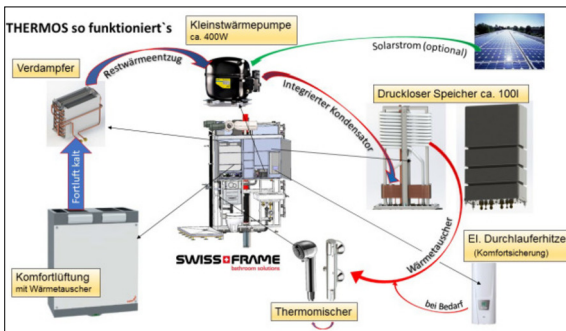 THERMOS so funktioniert`s
Kleinstwärmepumpe
ca. 400W
Solarstrom (optional)
Verdampfer
Restwärmeentzug
Integrierter Kondensator
Druckloser Speicher ca. 100l
Fortluft kalt
SWISS FRAME
bathroom solutions
Wärmetauscher
El. Durchlauferhitze
(Komfortsicherung)
Komfortlüftung
mit Wärmetauscher
Thermomischer
bei Bedarf